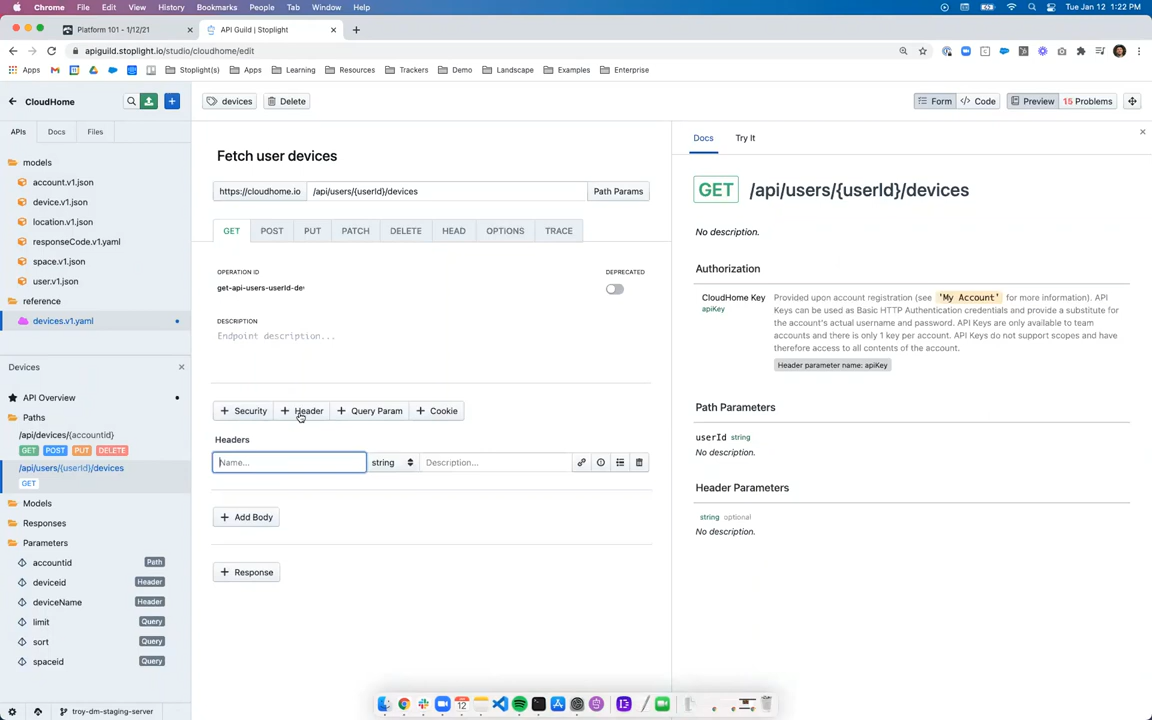 Chrome File Edit View History Bookmarks People Tab Window Help Tue Jan 12 1:22 PM
Platform 101 - 1/12/21 API Guild | Stoplight
apiguild.stoplight.io/studio/cloudhome/edit
Apps Stoplight(s) Apps Learning Resources Trackers Demo Landscape Examples Enterprise
CloudHome
APIs Docs Files
models
account.v1.json
device.v1.json
location.v1.json
responseCode.v1.yaml
space.v1.json
user.v1.json
reference
devices.v1.yaml
Devices
API Overview
Paths
/api/devices/{accountid}
GET POST PUT PATCH DELETE
/api/users/{userId}/devices
GET
Models
Responses
Parameters
accountid Path
deviceid Header
deviceName Header
limit Query
sort Query
spaceid Query
troy-dm-staging-server
devices Delete
Form Code Preview 15 Problems
Fetch user devices
https://cloudhome.io /api/users/{userId}/devices Path Params
GET POST PUT PATCH DELETE HEAD OPTIONS TRACE
OPERATION ID DEPRECATED
get-api-users-userId-de
DESCRIPTION
Endpoint description...
+ Security + Header + Query Param + Cookie
Headers
Name... string Description...
+ Add Body
+ Response
Docs Try It
GET /api/users/{userId}/devices
No description.
Authorization
CloudHome Key Provided upon account registration (see 'My Account' for more information). API
apiKey Keys can be used as Basic HTTP Authentication credentials and provide a substitute for
the account's actual username and password. API Keys are only available to team
accounts and there is only 1 key per account. API Keys do not support scopes and have
therefore access to all contents of the account.
Header parameter name: apiKey
Path Parameters
userId string
No description.
Header Parameters
string optional
No description.